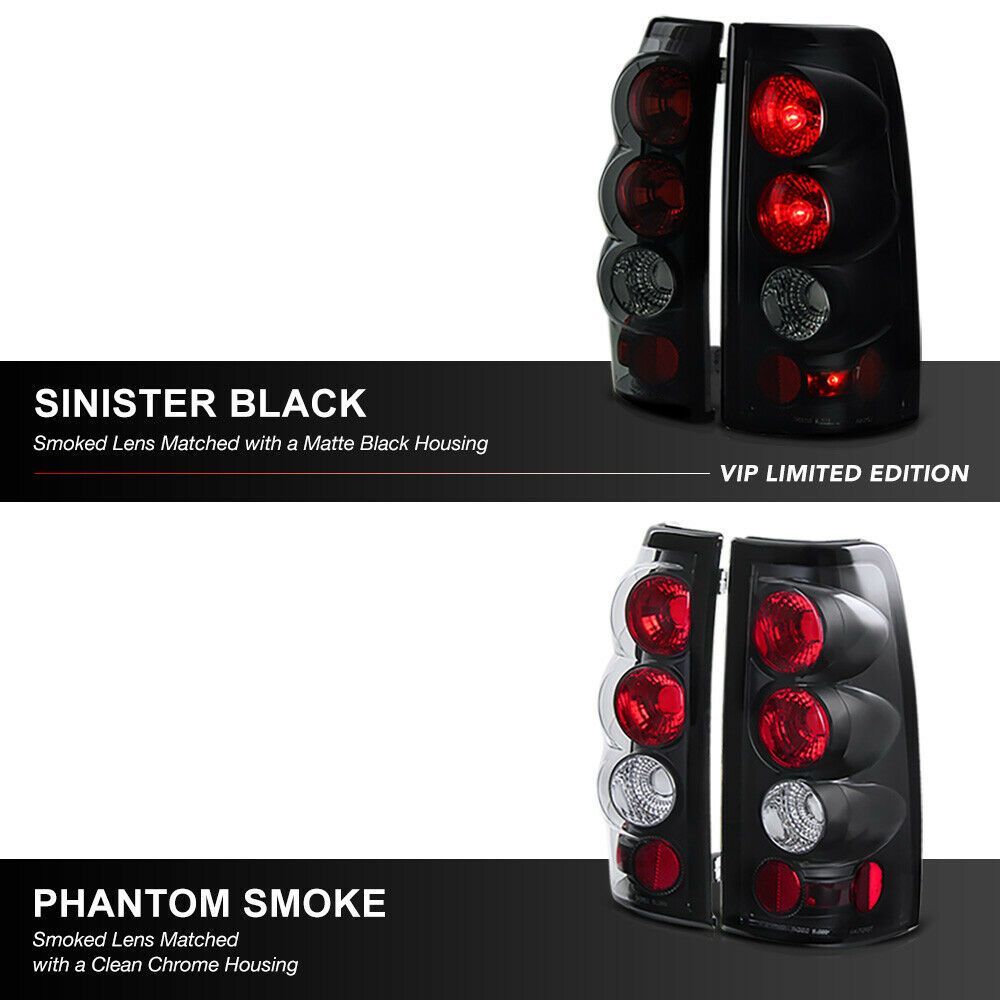 SINISTER BLACK
Smoked Lens Matched with a Matte Black Housing
VIP LIMITED EDITION
PHANTOM SMOKE
Smoked Lens Matched
with a Clean Chrome Housing